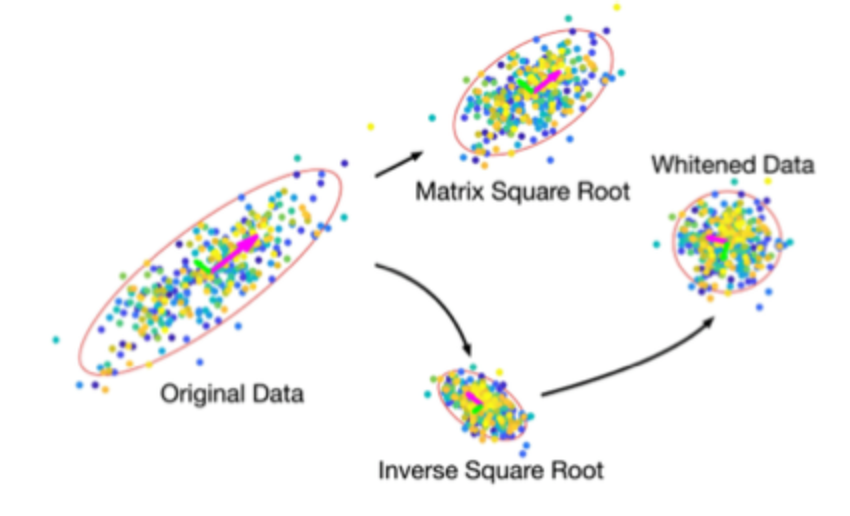 Matrix Square Root
Whitened Data
Original Data
Inverse Square Root